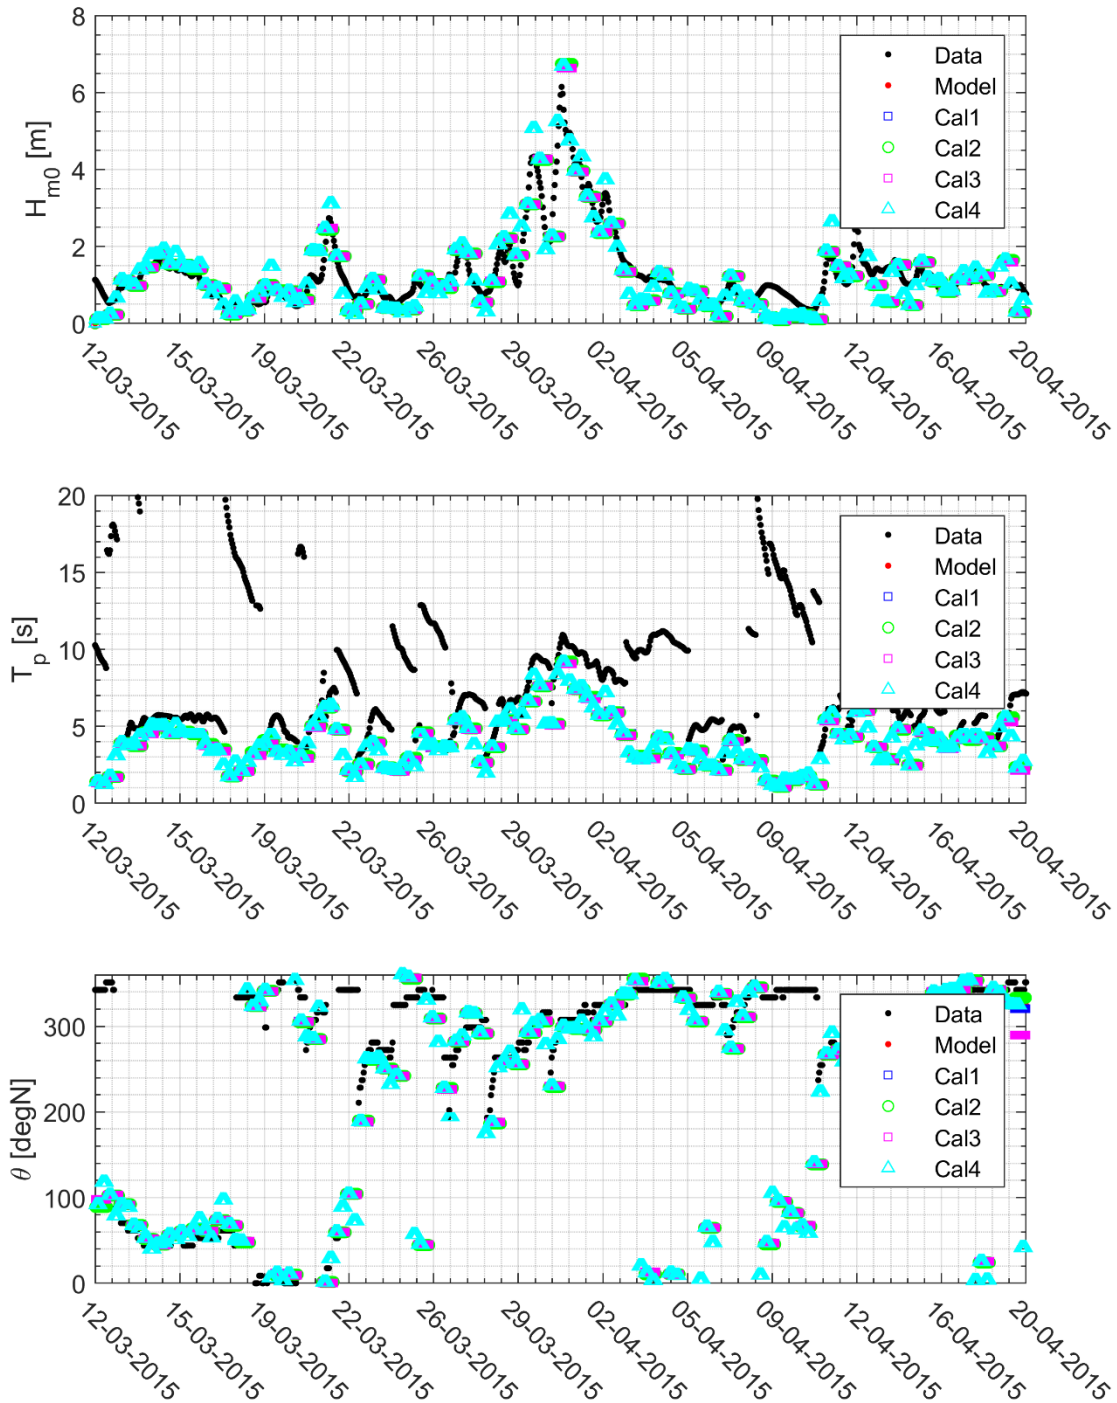 8
6
4
2
0
H_m0 [m]
Data
Model
Cal1
Cal2
Cal3
Cal4
12-03-2015
15-03-2015
19-03-2015
22-03-2015
26-03-2015
29-03-2015
02-04-2015
05-04-2015
09-04-2015
12-04-2015
16-04-2015
20-04-2015
20
15
10
5
0
T_p [s]
Data
Model
Cal1
Cal2
Cal3
Cal4
12-03-2015
15-03-2015
19-03-2015
22-03-2015
26-03-2015
29-03-2015
02-04-2015
05-04-2015
09-04-2015
12-04-2015
16-04-2015
20-04-2015
300
200
100
0
θ [degN]
Data
Model
Cal1
Cal2
Cal3
Cal4
12-03-2015
15-03-2015
19-03-2015
22-03-2015
26-03-2015
29-03-2015
02-04-2015
05-04-2015
09-04-2015
12-04-2015
16-04-2015
20-04-2015